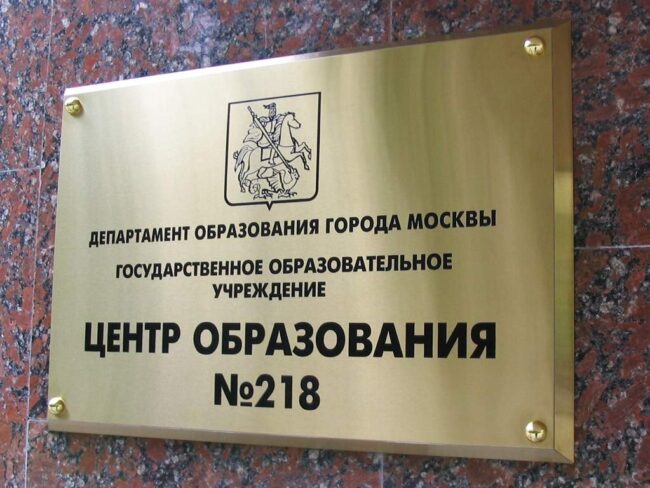 ДЕПАРТАМЕНТ ОБРАЗОВАНИЯ ГОРОДА МОСКВЫ
ГОСУДАРСТВЕННОЕ ОБРАЗОВАТЕЛЬНОЕ
УЧРЕЖДЕНИЕ
ЦЕНТР ОБРАЗОВАНИЯ
№218